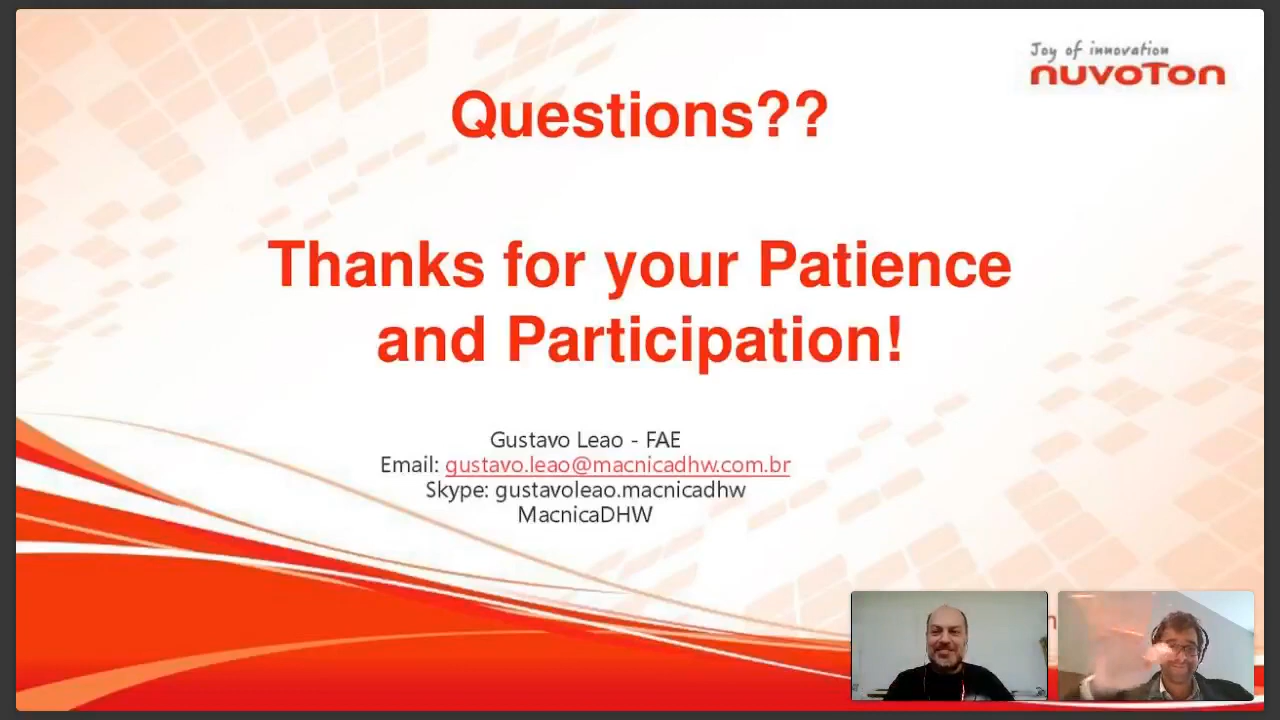 Joy of innovation
nuvoTon
Questions??
Thanks for your Patience
and Participation!
Gustavo Leao - FAE
Email: gustavo.leao@macnicadhw.com.br
Skype: gustavoleao.macnicadhw
MacnicaDHW